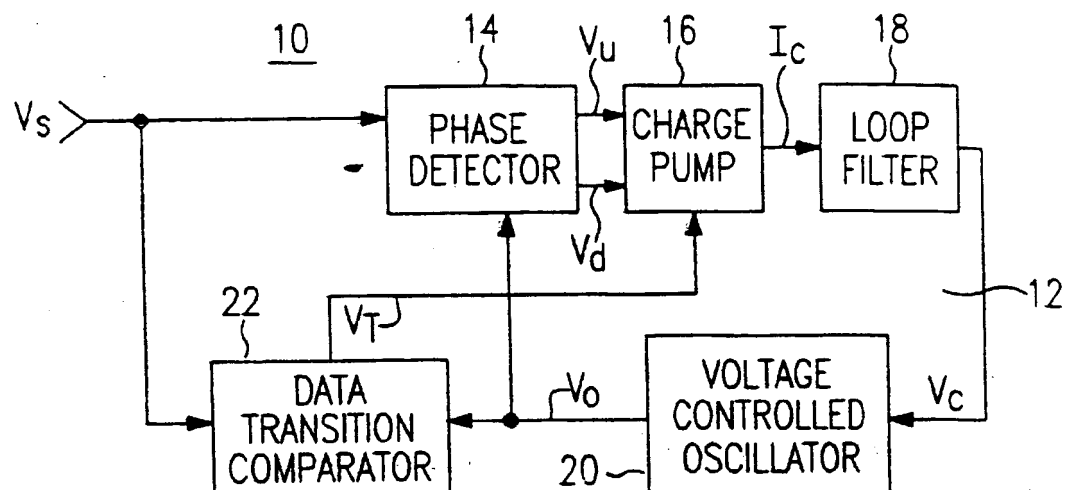 10
14
16
18
Vs
Vu
Ic
PHASE
DETECTOR
CHARGE
PUMP
LOOP
FILTER
Vd
12
22
VT
DATA
TRANSITION
COMPARATOR
Vo
VOLTAGE
CONTROLLED
OSCILLATOR
Vc
20